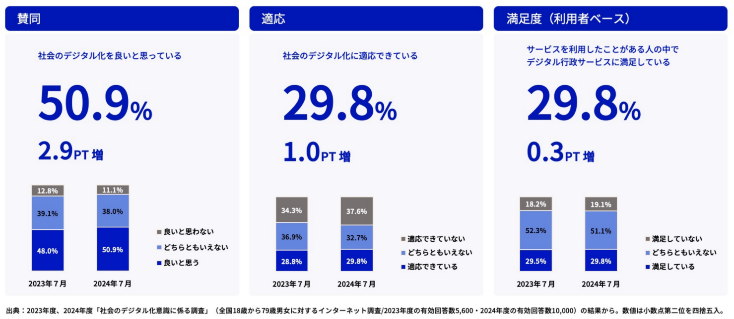 賛同
社会のデジタル化を良いと思っている
50.9%
2.9PT 増
12.8%
39.1%
48.0%
2023年7月
11.1%
38.0%
50.9%
2024年7月
良いと思わない
どちらともいえない
良いと思う
適応
社会のデジタル化に適応できている
29.8%
1.0PT 増
34.3%
36.9%
28.8%
2023年7月
37.6%
32.7%
29.8%
2024年7月
適応できていない
どちらともいえない
適応できている
満足度（利用者ベース）
サービスを利用したことがある人の中で
デジタル行政サービスに満足している
29.8%
0.3PT 増
18.2%
52.3%
29.5%
2023年7月
19.1%
51.1%
29.8%
2024年7月
満足していない
どちらともいえない
満足している
出典：2023年度、2024年度「社会のデジタル化意識に係る調査」（全国18歳から79歳男女に対するインターネット調査/2023年度の有効回答数5,600・2024年度の有効回答数10,000）の結果から。数値は小数点第二位を四捨五入。